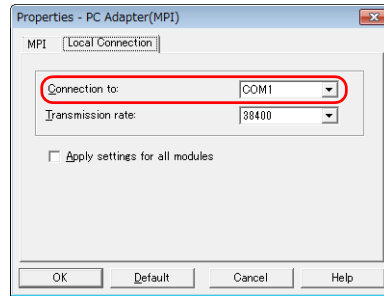 Properties - PC Adapter(MPI)
MPI Local Connection
Connection to: COM1
Transmission rate: 38400
Apply settings for all modules
OK Default Cancel Help